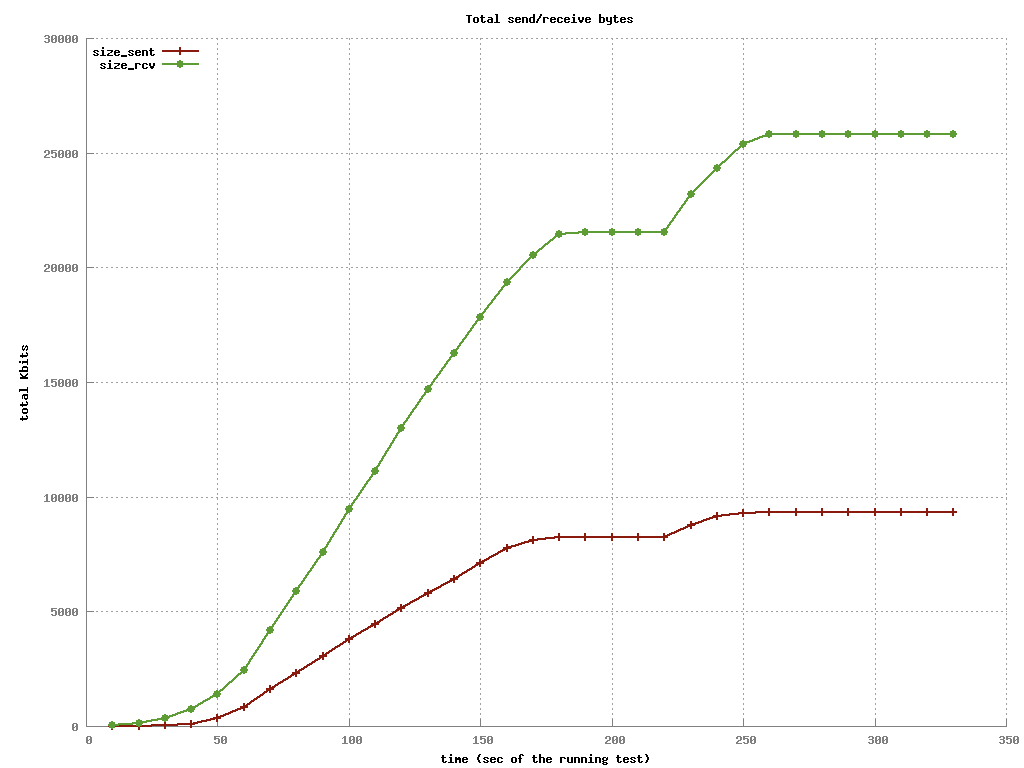 Total send/receive bytes
30000
size_sent
size_rcv
25000
20000
15000
total Kbits
10000
5000
0
0 50 100 150 200 250 300 350
time (sec of the running test)